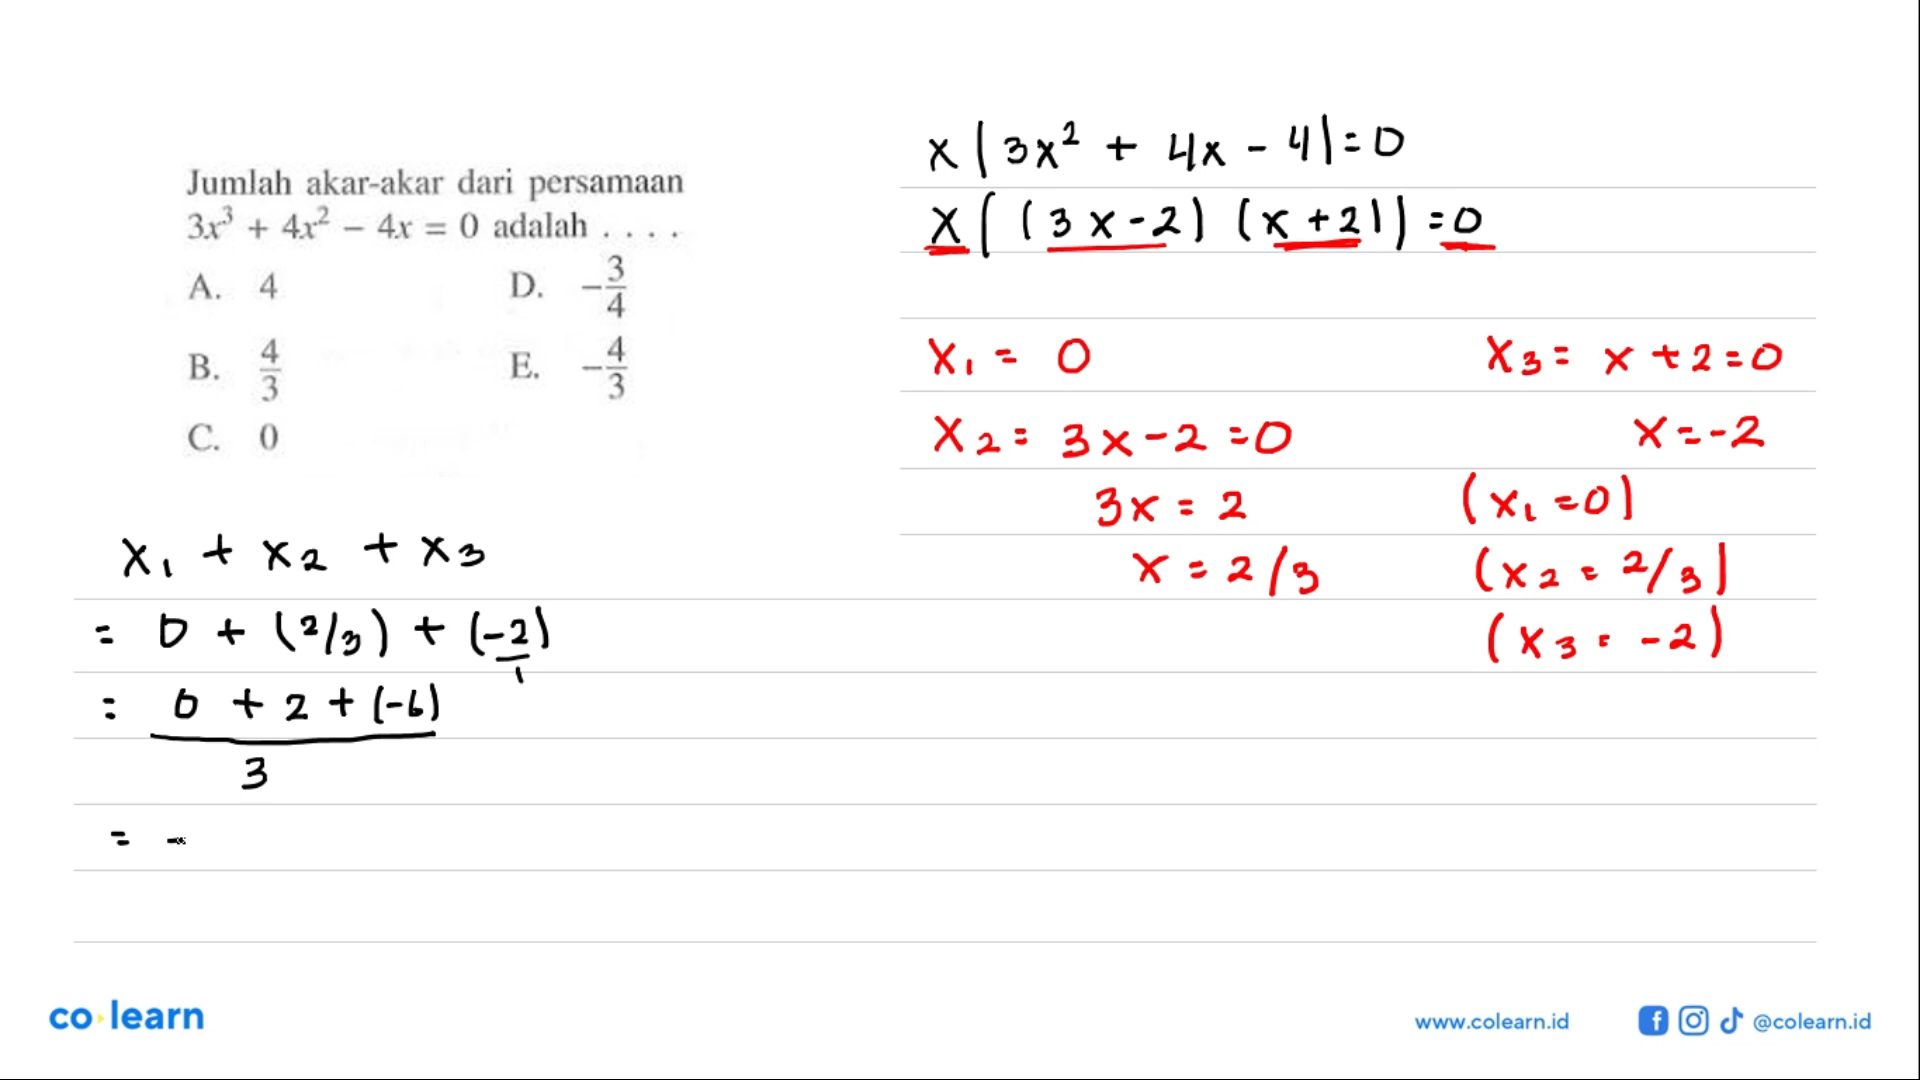 Jumlah akar-akar dari persamaan
3x³ + 4x² − 4x = 0 adalah . . . .
A. 4
B. 4/3
C. 0
D. −3/4
E. −4/3
x(3x² + 4x - 4)=0
x((3x-2)(x+2))=0
x₁ = 0
x₂ = 3x-2=0
3x = 2
x = 2/3
x₃ = x+2=0
x=-2
(x₁=0)
(x₂ = 2/3)
(x₃ = -2)
x₁ + x₂ + x₃
= 0 + (2/3) + (-2/1)
= 0 + 2 + (-6)
3
= -
co learn
www.colearn.id
@colearn.id